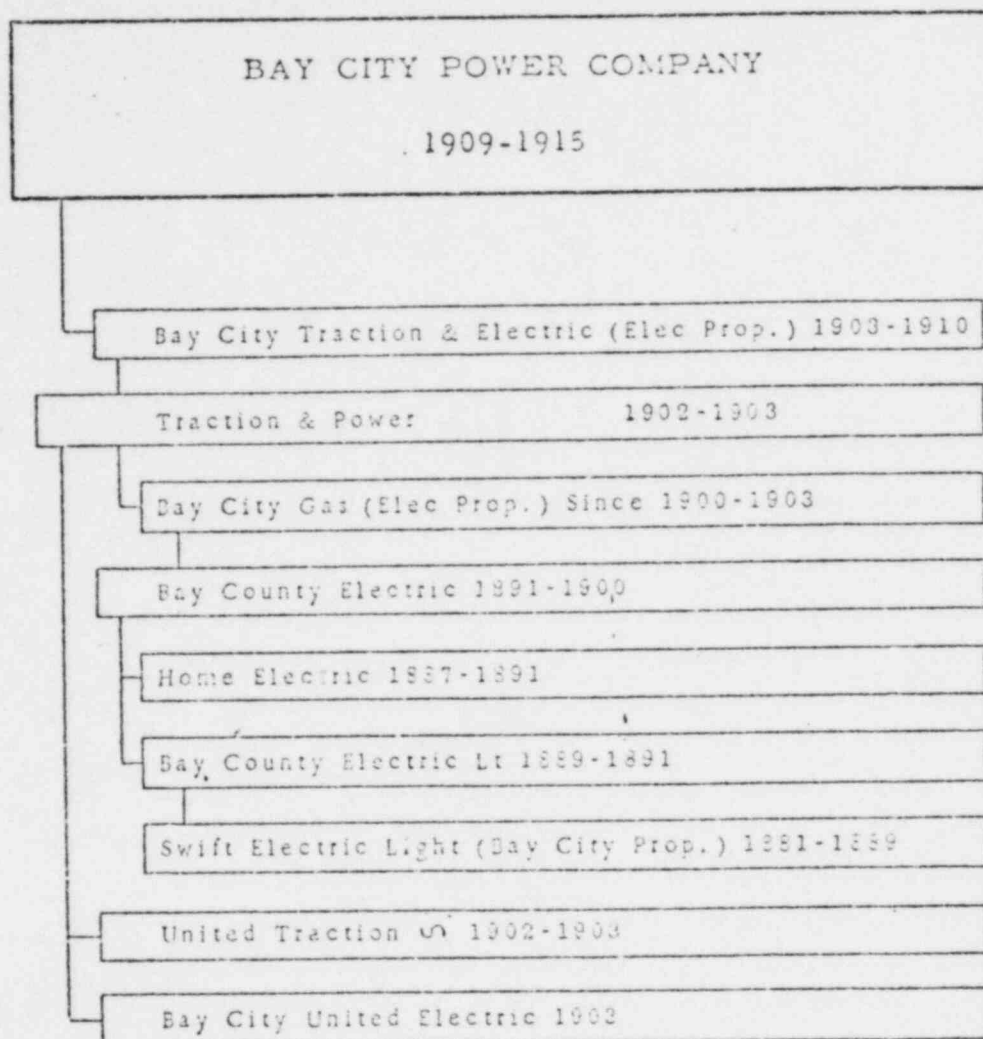 BAY CITY POWER COMPANY
1909-1915
Bay City Traction & Electric (Elec Prop.) 1903-1910
Traction & Power 1902-1903
Bay City Gas (Elec Prop.) Since 1900-1903
Bay County Electric 1891-1900
Home Electric 1887-1891
Bay County Electric Lt 1889-1891
Swift Electric Light (Bay City Prop.) 1881-1889
United Traction 1902-1903
Bay City United Electric 1903